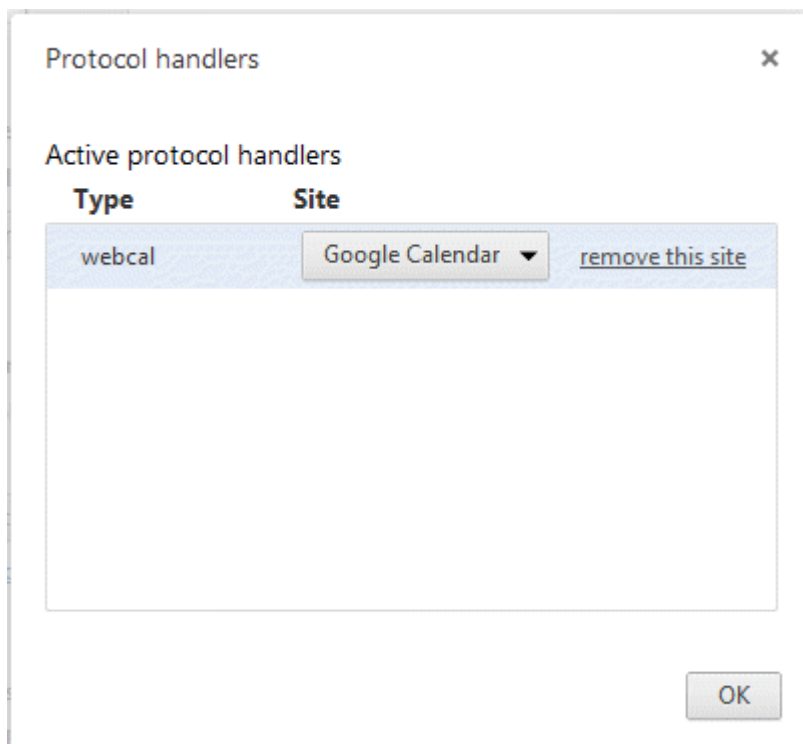 Protocol handlers
Active protocol handlers
Type Site
webcal Google Calendar remove this site
OK